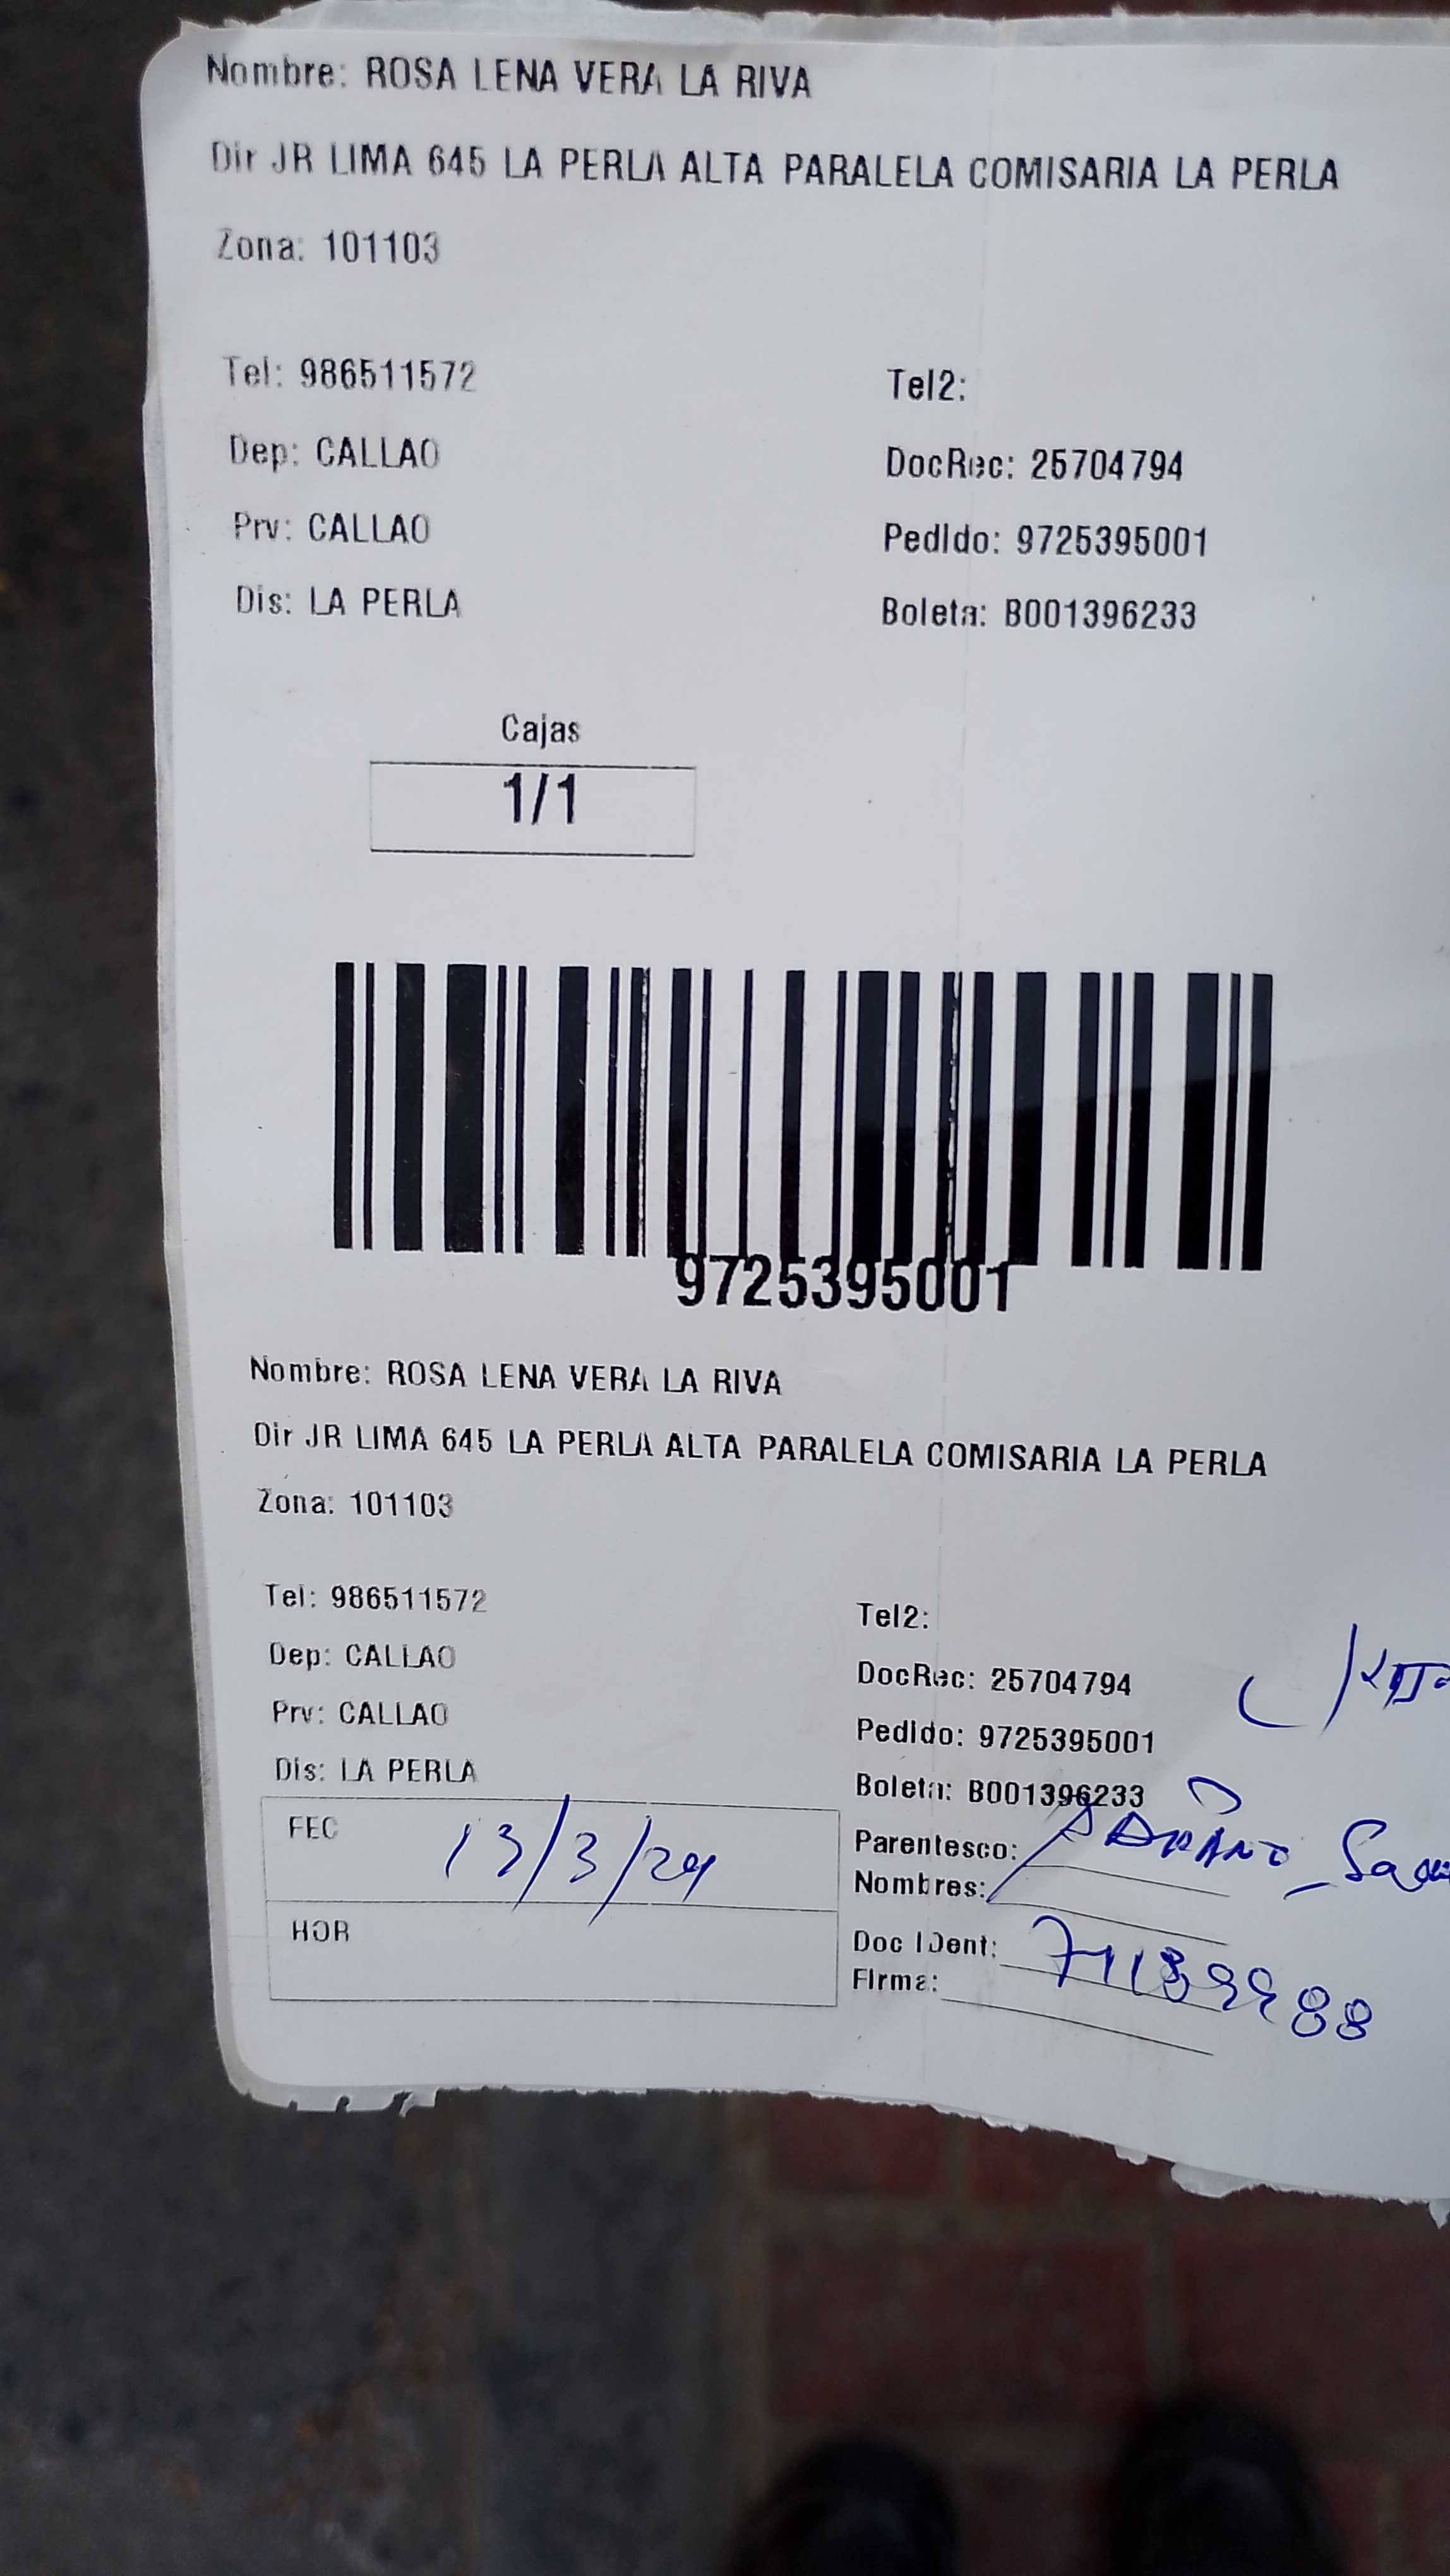 Nombre: ROSA LENA VERA LA RIVA
Dir JR LIMA 645 LA PERLA ALTA PARALELA COMISARIA LA PERLA
Zona: 101103
Tel: 986511572 Tel2:
Dep: CALLAO DocRec: 25704794
Prv: CALLAO PedIdo: 9725395001
Dis: LA PERLA Boleta: B001396233
Cajas
1/1
9725395001
Nombre: ROSA LENA VERA LA RIVA
Dir JR LIMA 645 LA PERLA ALTA PARALELA COMISARIA LA PERLA
Zona: 101103
Tel: 986511572 Tel2:
Dep: CALLAO DocRec: 25704794
Prv: CALLAO PedIdo: 9725395001
Dis: LA PERLA Boleta: B001396233
FEC 13/3/24 Parentesco:
Nombres:
HOR Doc IDent:
FIrma: